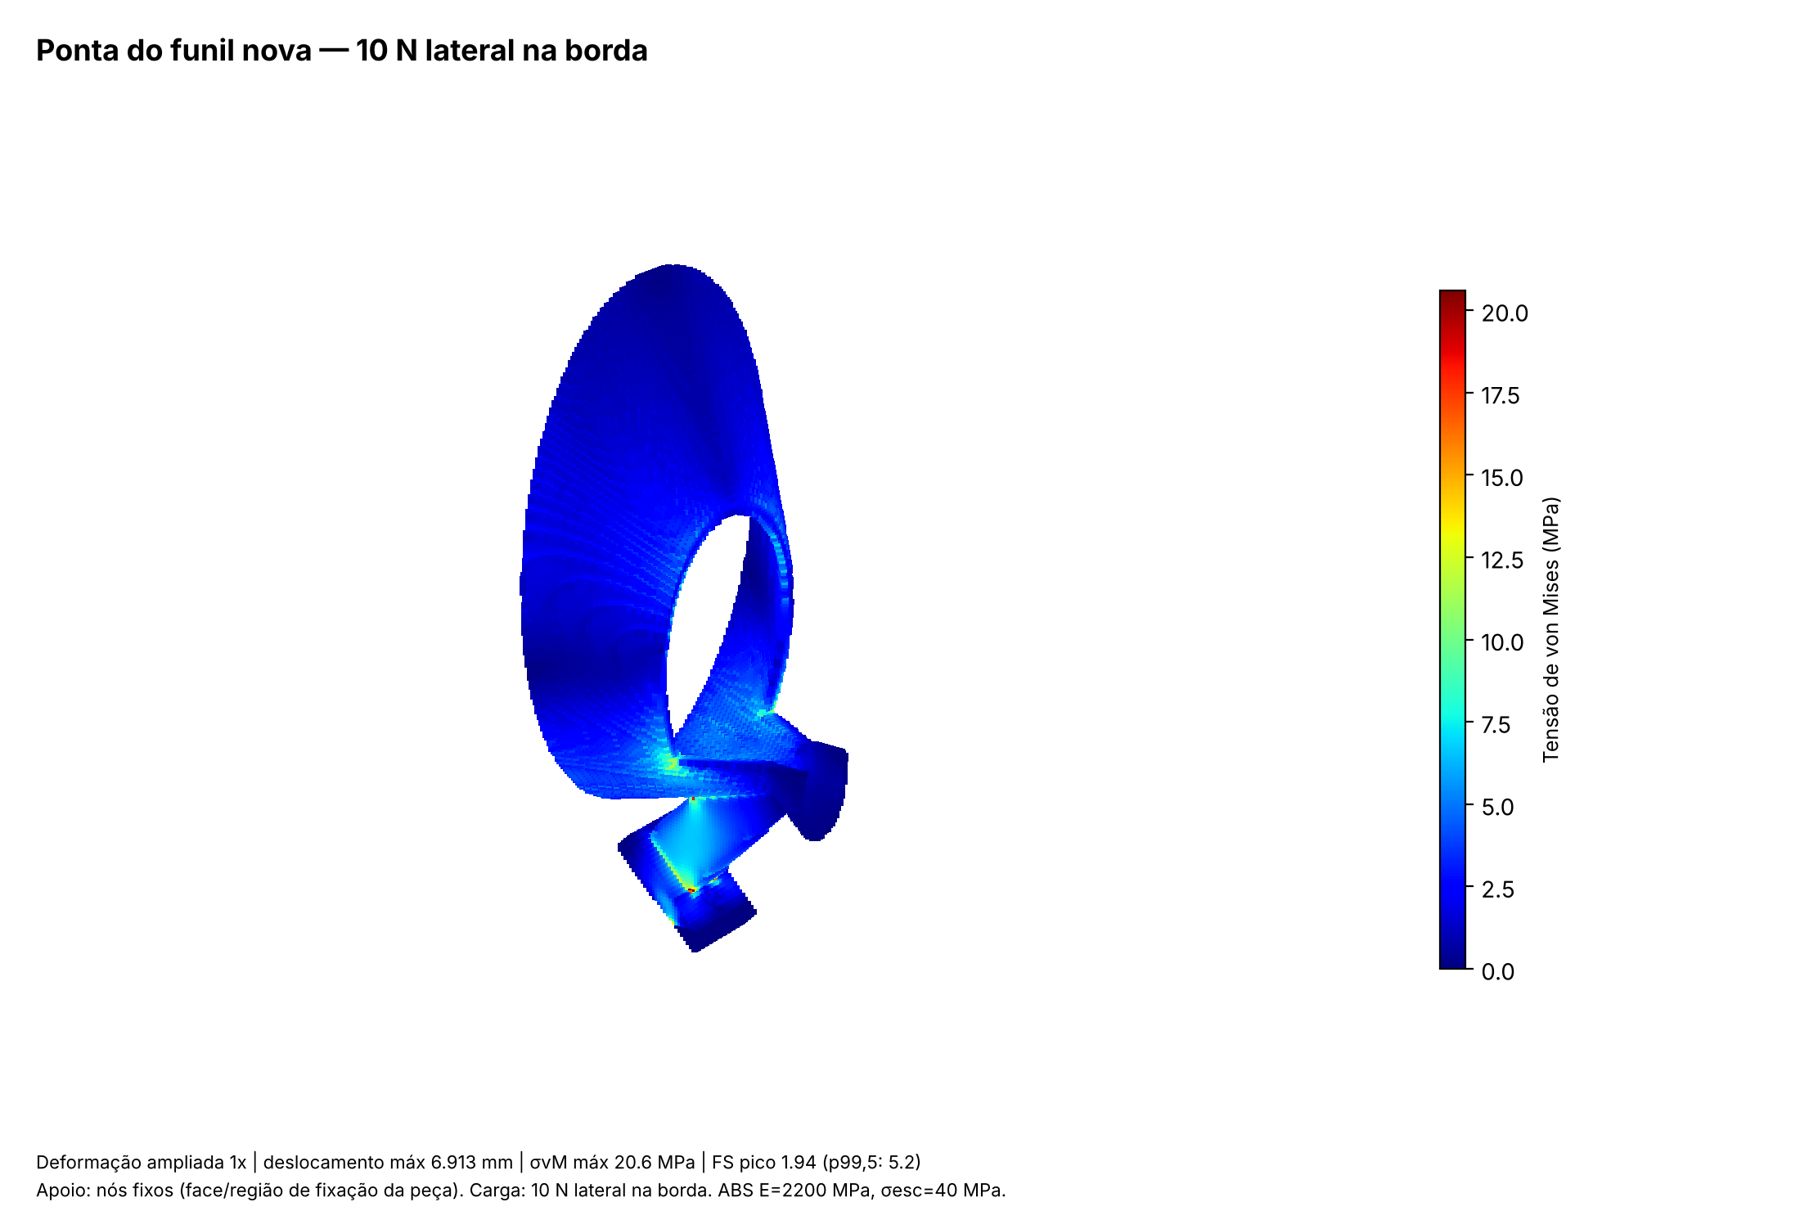 Ponta do funil nova — 10 N lateral na borda
20.0
17.5
15.0
12.5
10.0
7.5
5.0
2.5
0.0
Tensão de von Mises (MPa)
Deformação ampliada 1x | deslocamento máx 6.913 mm | σvM máx 20.6 MPa | FS pico 1.94 (p99,5: 5.2)
Apoio: nós fixos (face/região de fixação da peça). Carga: 10 N lateral na borda. ABS E=2200 MPa, σesc=40 MPa.